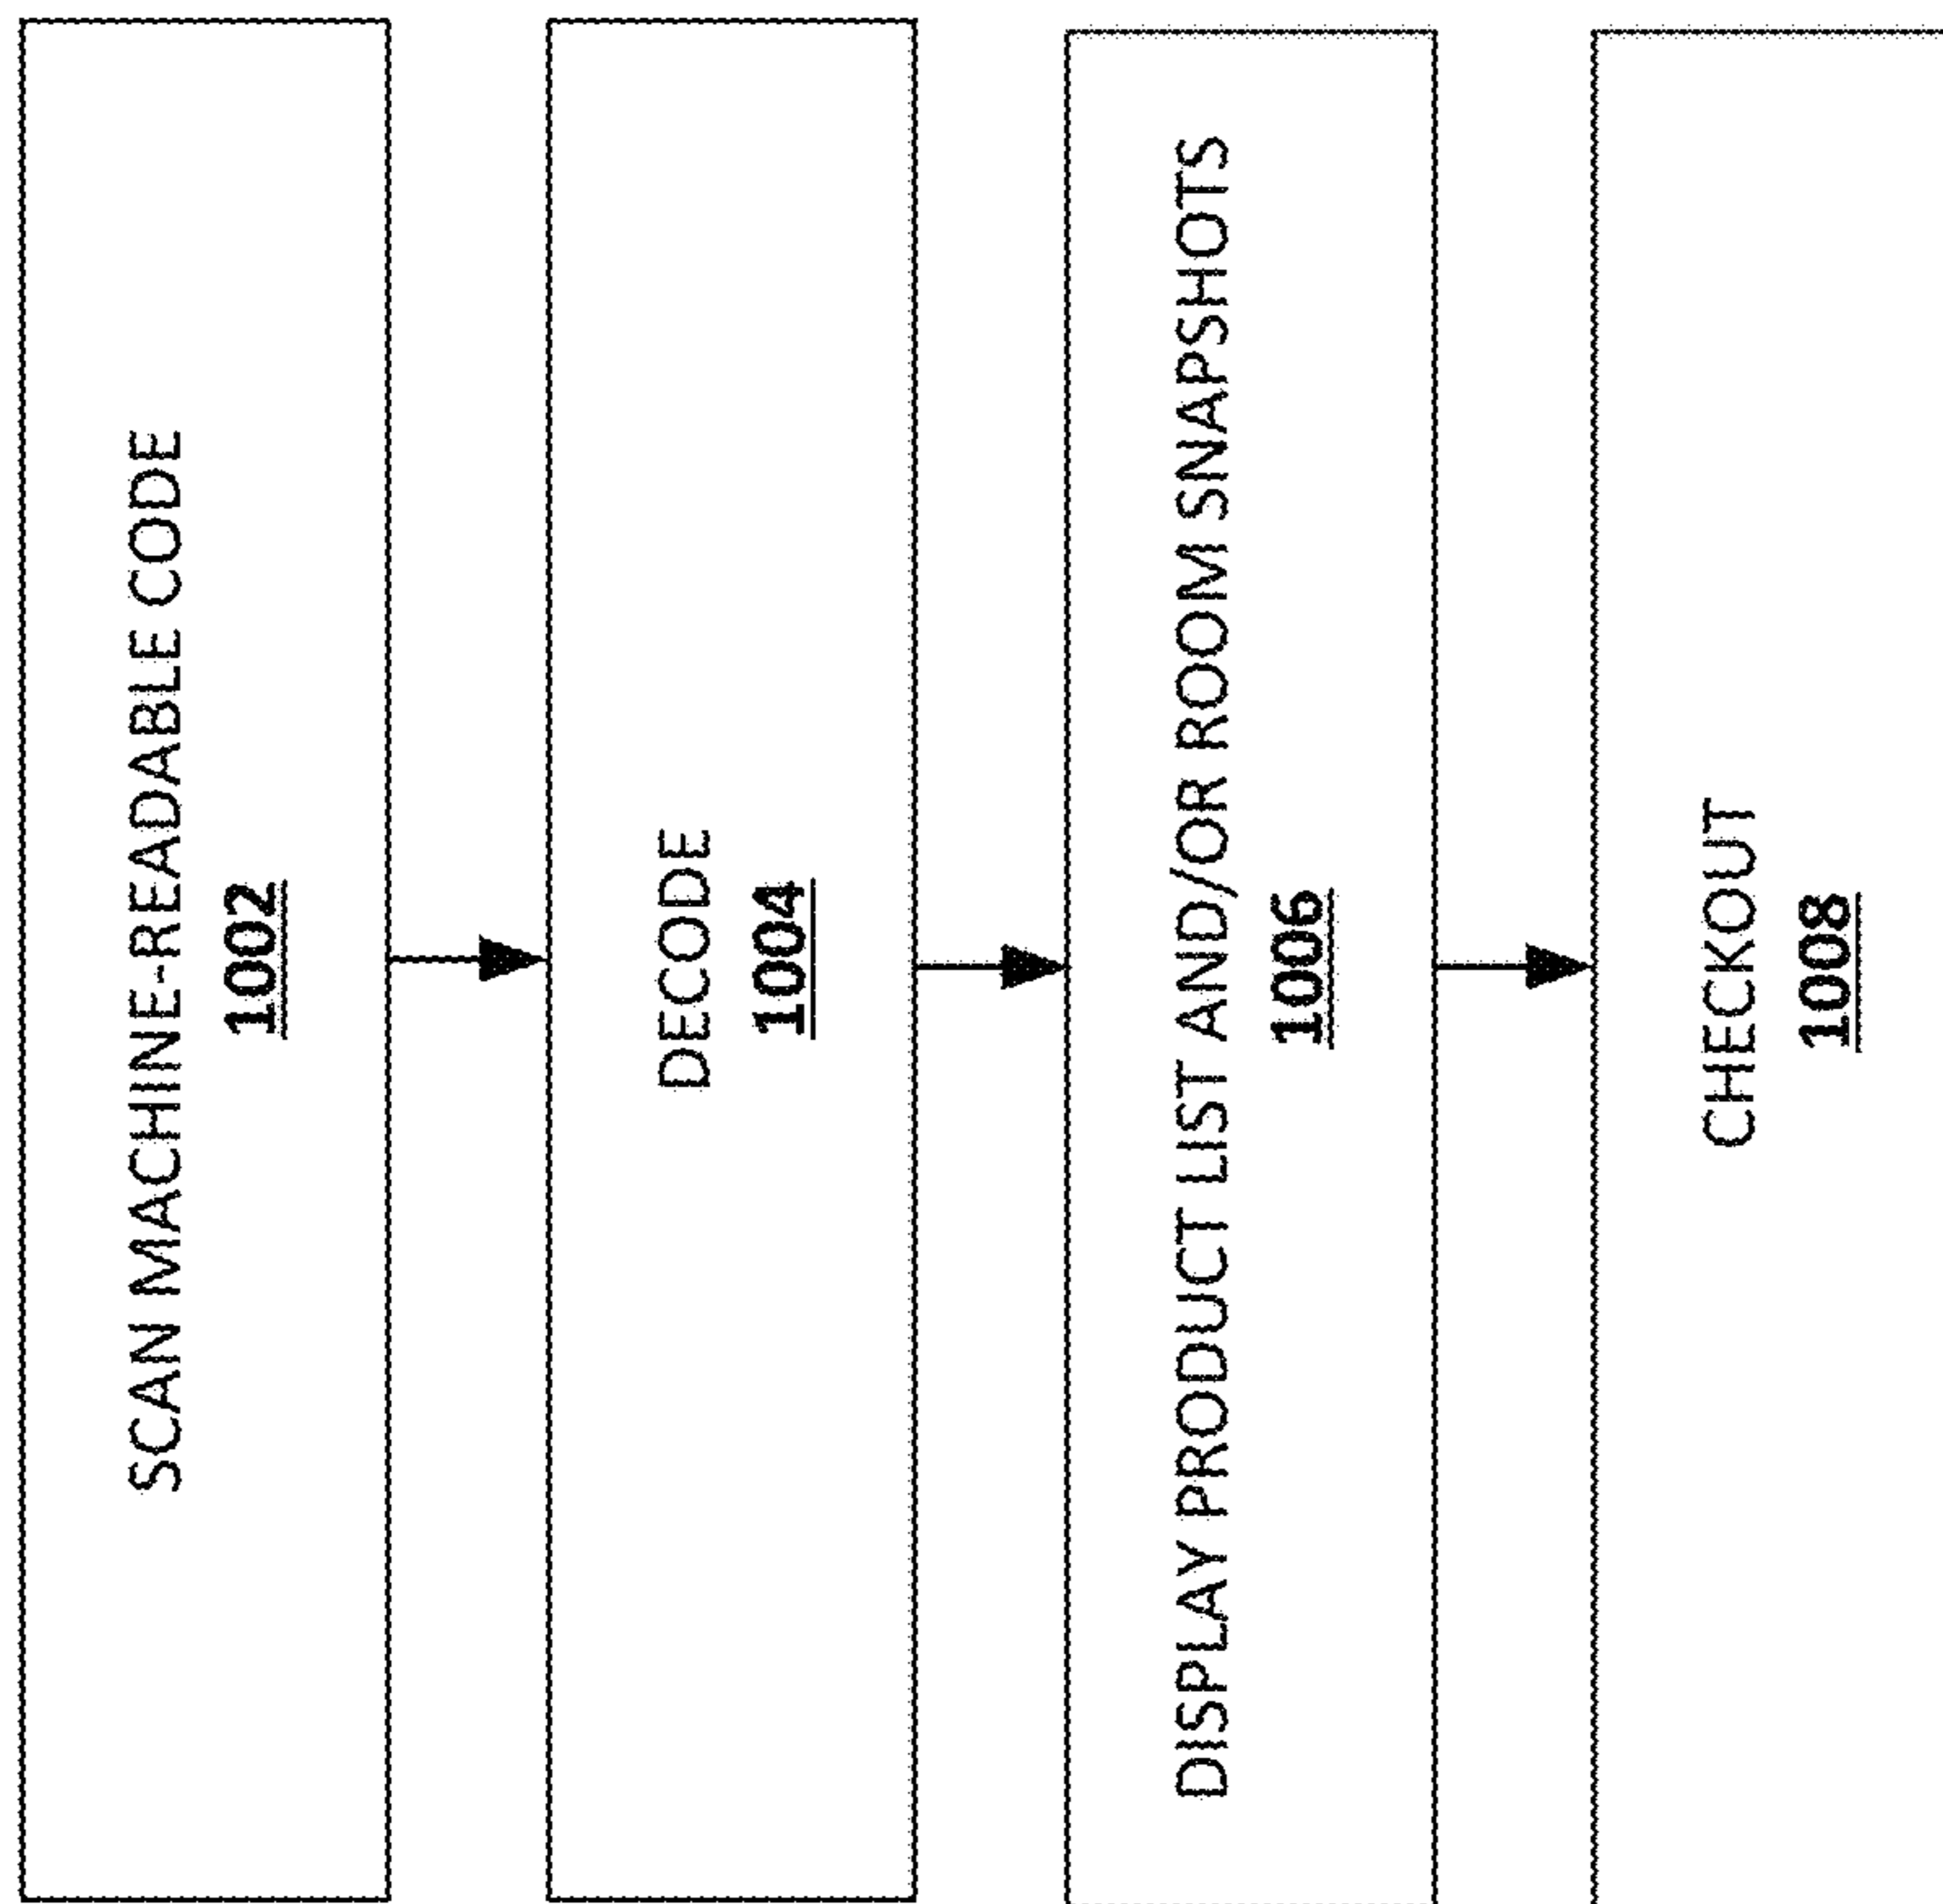 SCAN MACHINE-READABLE CODE
1002
DECODE
1004
DISPLAY PRODUCT LIST AND/OR ROOM SNAPSHOTS
1006
CHECKOUT
1008